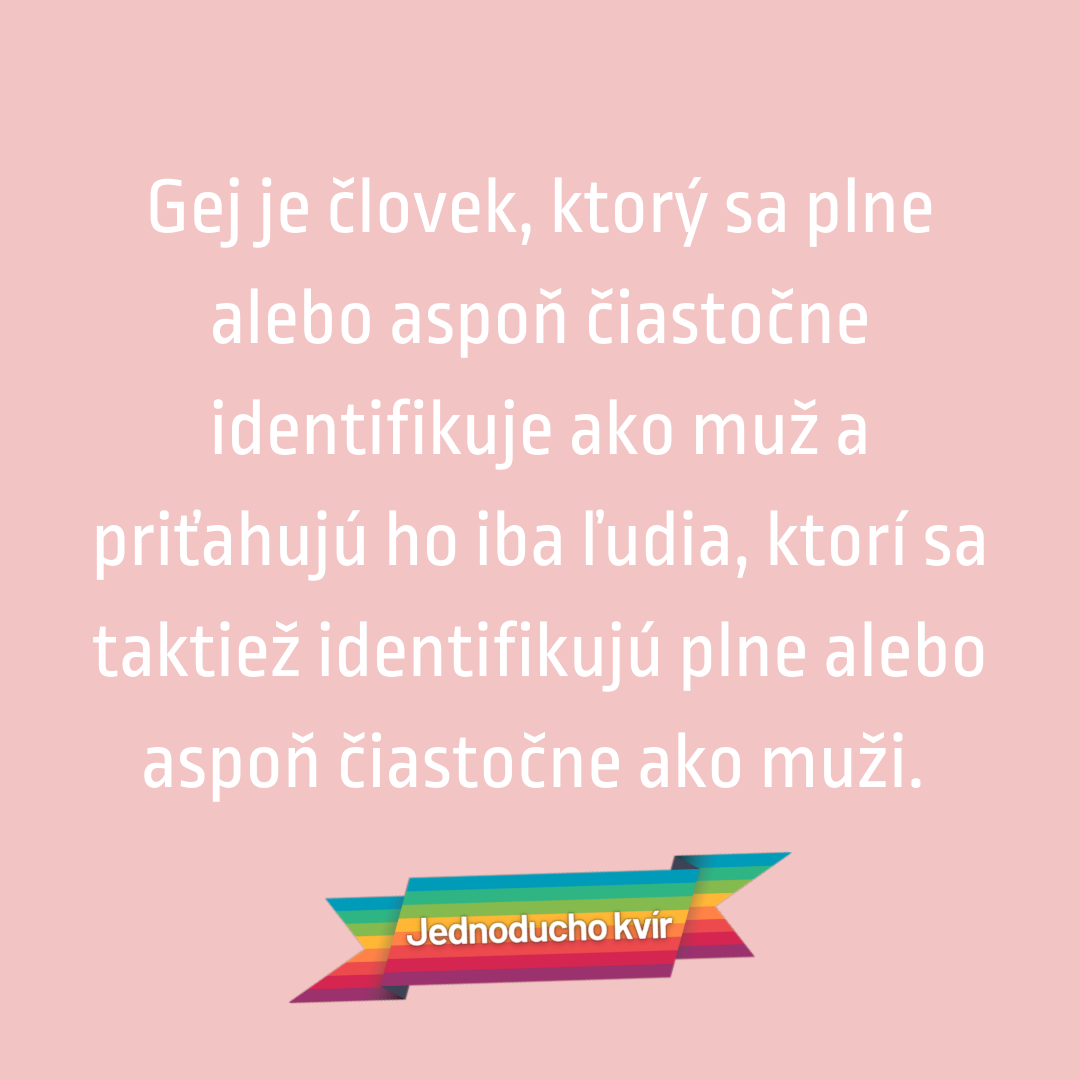 Gej je človek, ktorý sa plne
alebo aspoň čiastočne
identifikuje ako muž a
priťahujú ho iba ľudia, ktorí sa
taktiež identifikujú plne alebo
aspoň čiastočne ako muži.
Jednoducho kvír